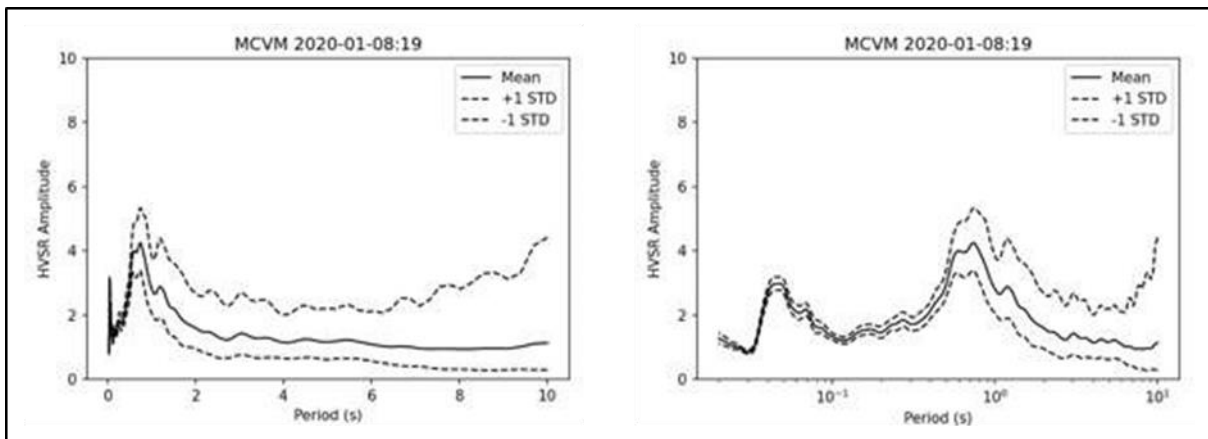 MCVM 2020-01-08:19
10
8
6
4
2
0
HVSR Amplitude
Mean
+1 STD
-1 STD
0 2 4 6 8 10
Period (s)
MCVM 2020-01-08:19
10
8
6
4
2
0
HVSR Amplitude
Mean
+1 STD
-1 STD
10⁻¹ 10⁰ 10¹
Period (s)